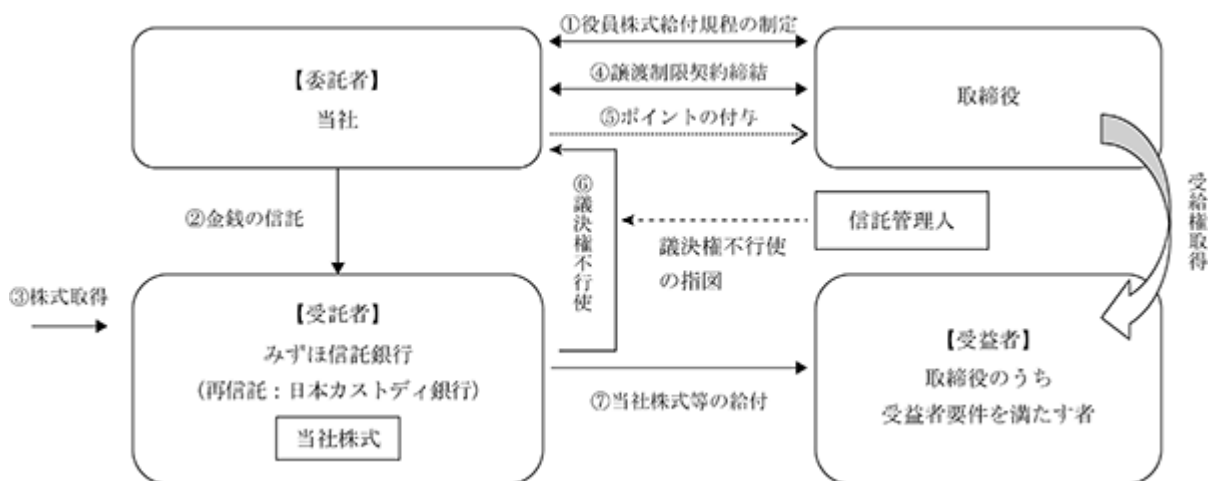 ①役員株式給付規程の制定
【委託者】
当社
④譲渡制限契約締結
⑤ポイントの付与
取締役
②金銭の信託
⑥議決権不行使
議決権不行使
の指図
信託管理人
受給権取得
③株式取得
【受託者】
みずほ信託銀行
(再信託:日本カストディ銀行)
当社株式
⑦当社株式等の給付
【受益者】
取締役のうち
受益者要件を満たす者